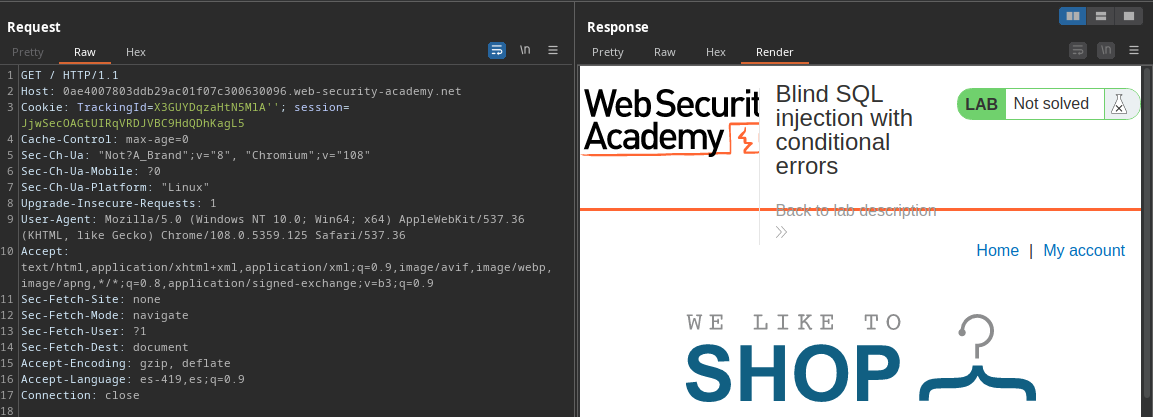 Request
Pretty Raw Hex
\n
1 GET / HTTP/1.1
2 Host: 0ae4007803ddb29ac01f07c300630096.web-security-academy.net
3 Cookie: TrackingId=X3GUYDqzaHtN5M1A''; session=
JjwSecOAGtUIRqVRDJVBC9HdQDhKagL5
4 Cache-Control: max-age=0
5 Sec-Ch-Ua: "Not?A_Brand";v="8", "Chromium";v="108"
6 Sec-Ch-Ua-Mobile: ?0
7 Sec-Ch-Ua-Platform: "Linux"
8 Upgrade-Insecure-Requests: 1
9 User-Agent: Mozilla/5.0 (Windows NT 10.0; Win64; x64) AppleWebKit/537.36
(KHTML, like Gecko) Chrome/108.0.5359.125 Safari/537.36
10 Accept:
text/html,application/xhtml+xml,application/xml;q=0.9,image/avif,image/webp,
image/apng,*/*;q=0.8,application/signed-exchange;v=b3;q=0.9
11 Sec-Fetch-Site: none
12 Sec-Fetch-Mode: navigate
13 Sec-Fetch-User: ?1
14 Sec-Fetch-Dest: document
15 Accept-Encoding: gzip, deflate
16 Accept-Language: es-419,es;q=0.9
17 Connection: close
18
Response
Pretty Raw Hex Render
\n
Web Securit
Academy
Blind SQL
injection with
conditional
errors
LAB Not solved
Back to lab description
Home | My account
WE LIKE TO
SHOP